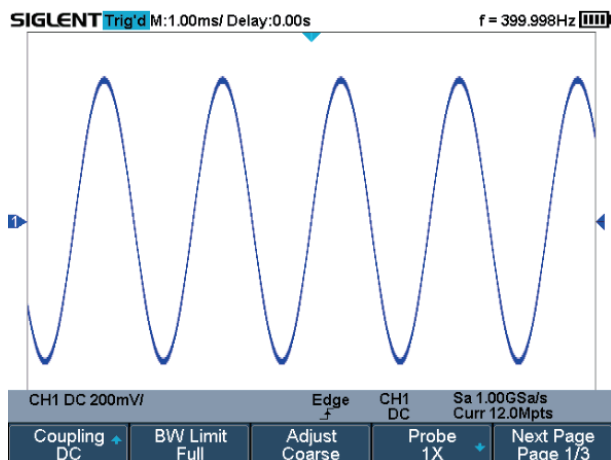 SIGLENT Trig'd M:1.00ms/ Delay:0.00s f = 399.998Hz
1
CH1 DC 200mV/ Edge CH1 Sa 1.00GSa/s
DC Curr 12.0Mpts
Coupling BW Limit Adjust Probe Next Page
DC Full Coarse 1X Page 1/3